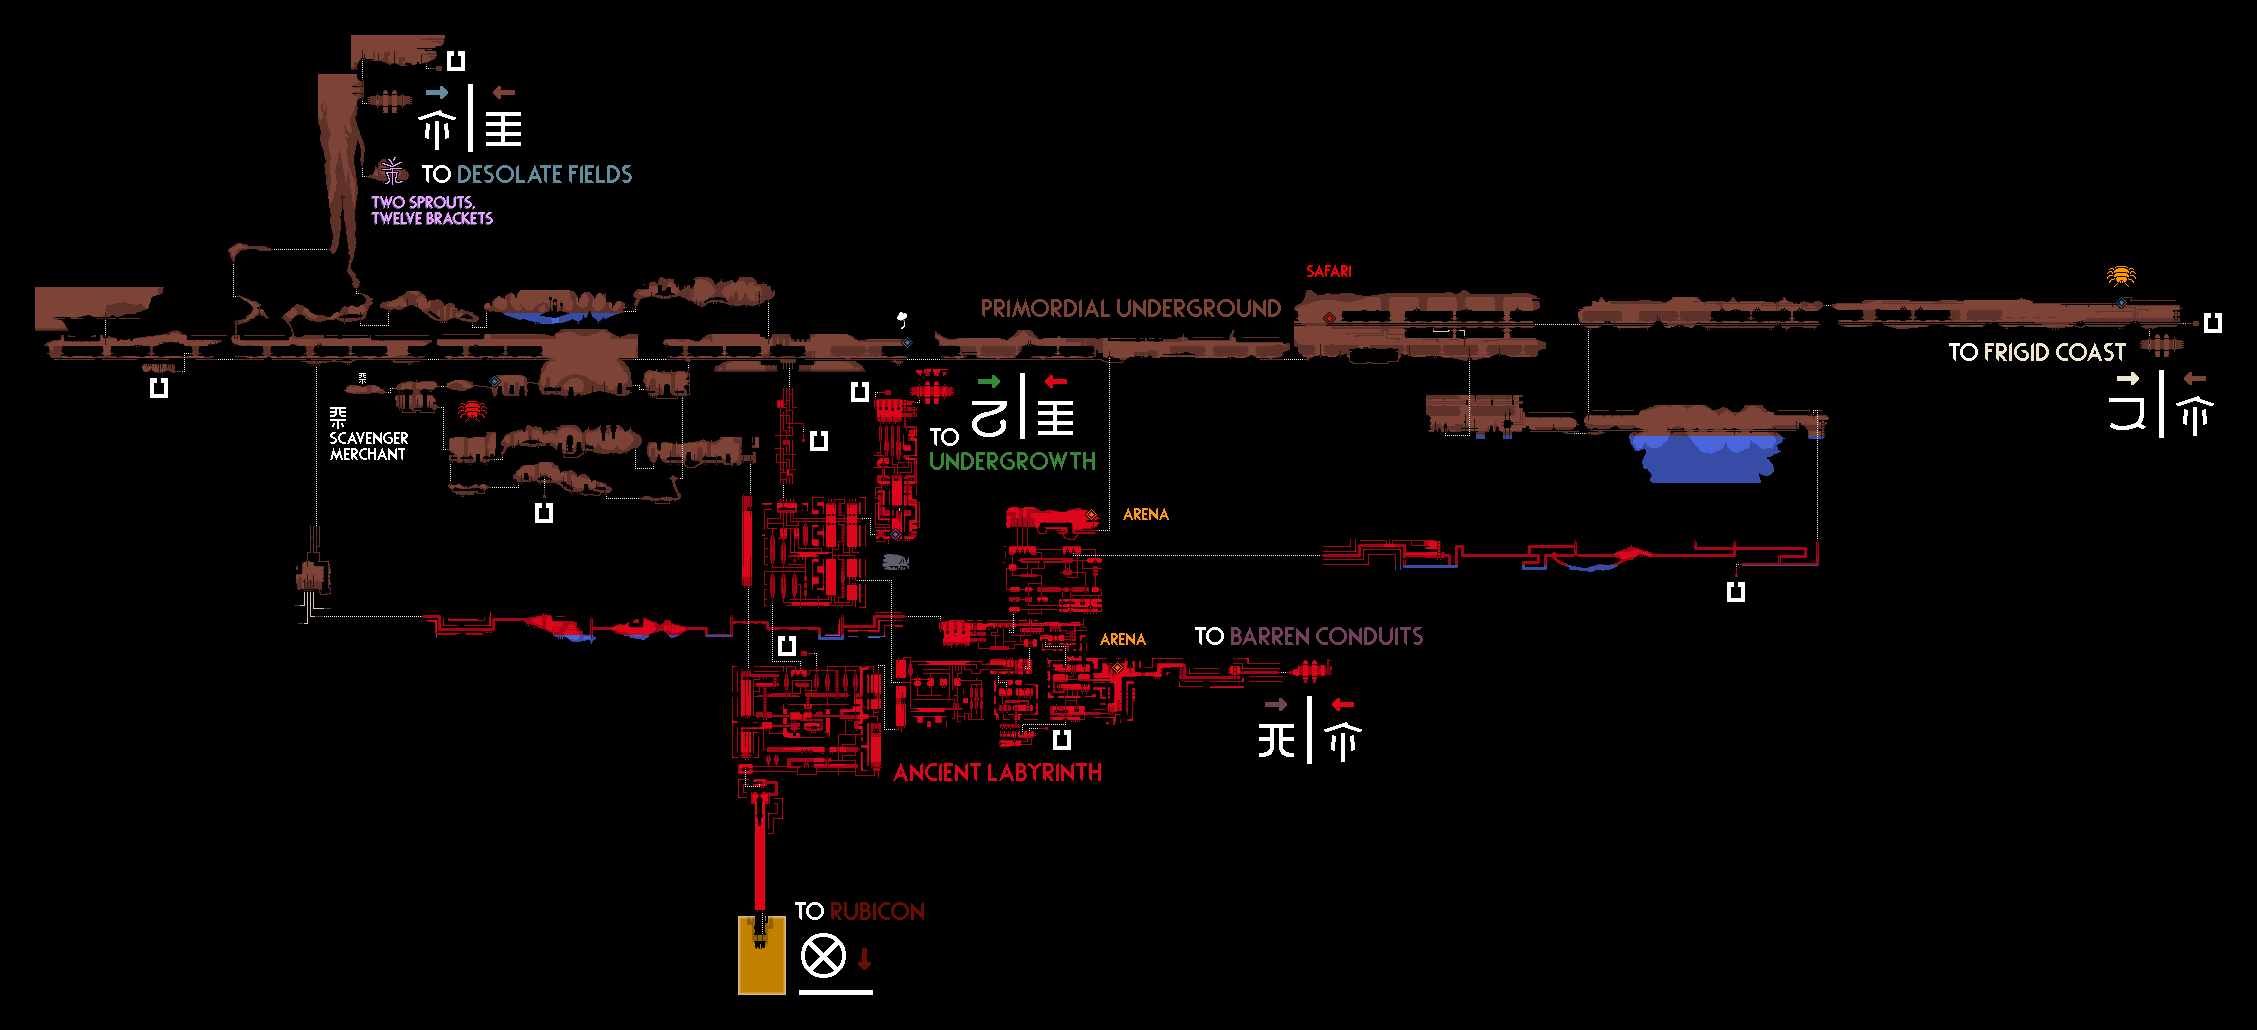 TO DESOLATE FIELDS
TWO SPROUTS,
TWELVE BRACKETS
SAFARI
PRIMORDIAL UNDERGROUND
TO FRIGID COAST
SCAVENGER
MERCHANT
TO
UNDERGROWTH
ARENA
ARENA
TO BARREN CONDUITS
ANCIENT LABYRINTH
TO RUBICON